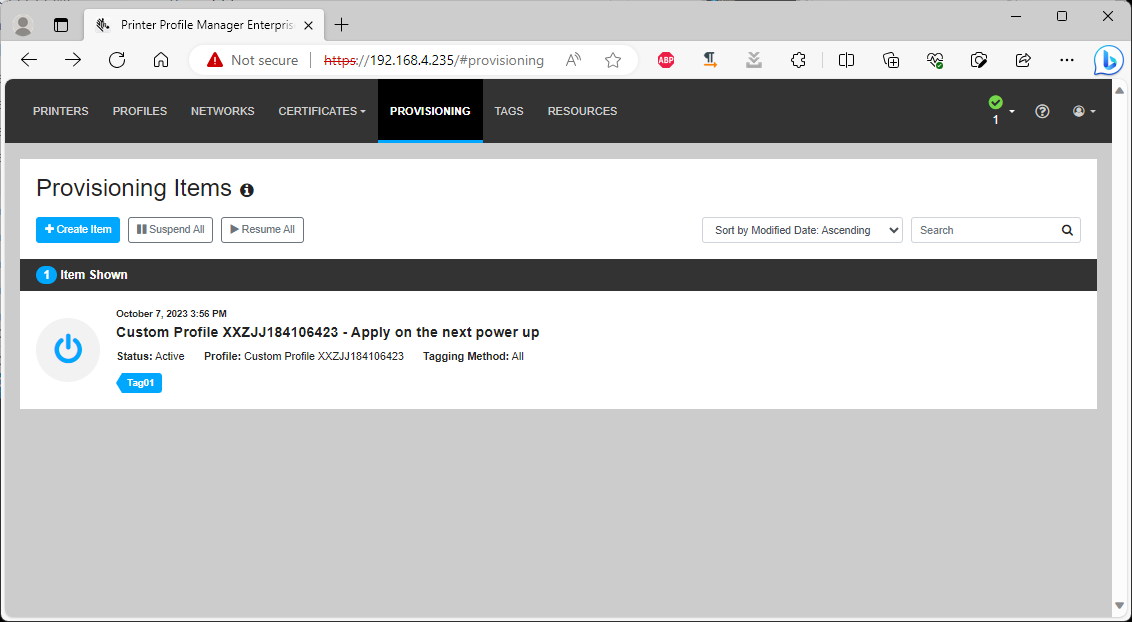 Printer Profile Manager Enterpris
Not secure https://192.168.4.235/#provisioning
ABP
PRINTERS PROFILES NETWORKS CERTIFICATES PROVISIONING TAGS RESOURCES
1
Provisioning Items
Create Item Suspend All Resume All Sort by Modified Date: Ascending Search
1 Item Shown
October 7, 2023 3:56 PM
Custom Profile XXZJJ184106423 - Apply on the next power up
Status: Active Profile: Custom Profile XXZJJ184106423 Tagging Method: All
Tag01